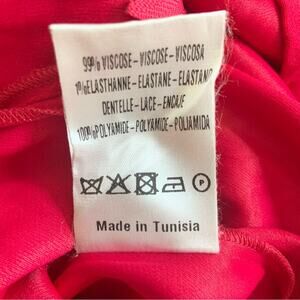 99% VISCOSE - VISCOSE - VISCOSA
1% ELASTHANNE - ELASTANE - ELASTANO
DENTELLE - LACE - ENCAJE
100% POLYAMIDE - POLYAMIDE - POLIAMIDA
P
Made in Tunisia